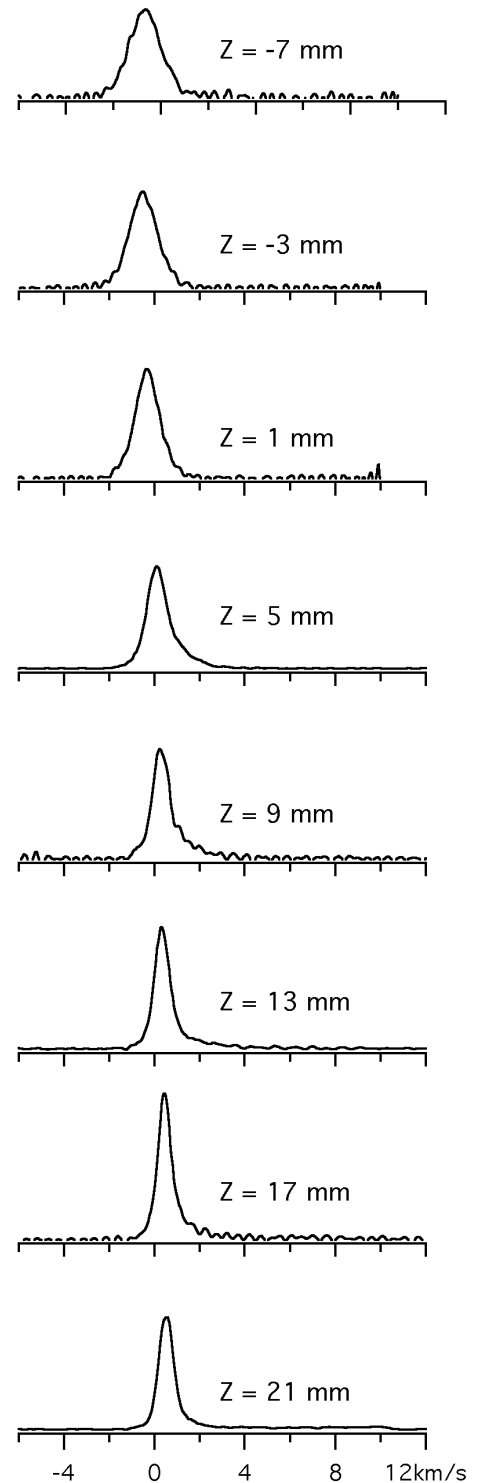 Z = -7 mm
Z = -3 mm
Z = 1 mm
Z = 5 mm
Z = 9 mm
Z = 13 mm
Z = 17 mm
Z = 21 mm
-4 0 4 8 12km/s